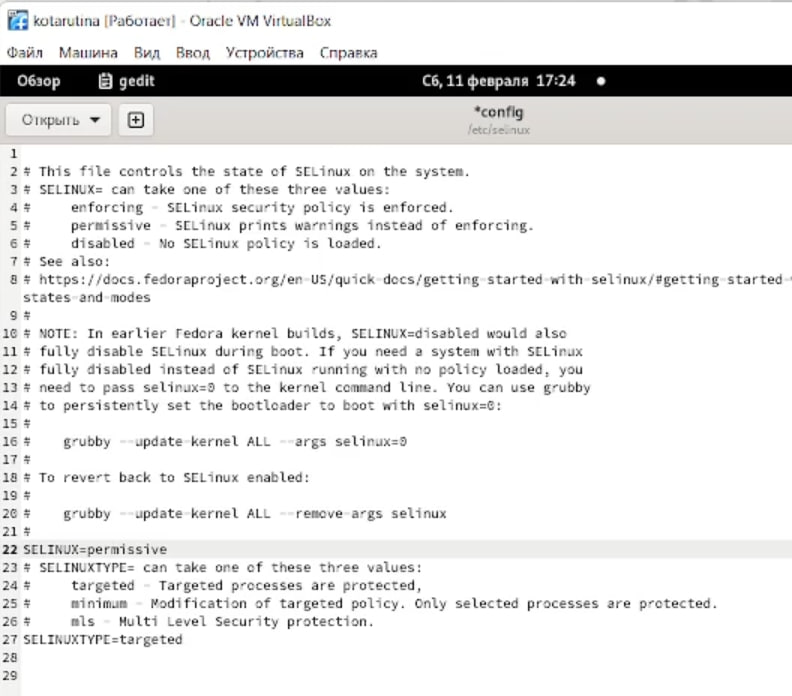 kotarutina [Работает] - Oracle VM VirtualBox
Файл Машина Вид Ввод Устройства Справка
Обзор gedit Сб, 11 февраля 17:24
Открыть *config
/etc/selinux
1
2 # This file controls the state of SELinux on the system.
3 # SELINUX= can take one of these three values:
4 # enforcing - SELinux security policy is enforced.
5 # permissive - SELinux prints warnings instead of enforcing.
6 # disabled - No SELinux policy is loaded.
7 # See also:
8 # https://docs.fedoraproject.org/en-US/quick-docs/getting-started-with-selinux/#getting-started-
states-and-modes
9 #
10 # NOTE: In earlier Fedora kernel builds, SELINUX=disabled would also
11 # fully disable SELinux during boot. If you need a system with SELinux
12 # fully disabled instead of SELinux running with no policy loaded, you
13 # need to pass selinux=0 to the kernel command line. You can use grubby
14 # to persistently set the bootloader to boot with selinux=0:
15 #
16 # grubby --update-kernel ALL --args selinux=0
17 #
18 # To revert back to SELinux enabled:
19 #
20 # grubby --update-kernel ALL --remove-args selinux
21 #
22 SELINUX=permissive
23 # SELINUXTYPE= can take one of these three values:
24 # targeted - Targeted processes are protected,
25 # minimum - Modification of targeted policy. Only selected processes are protected.
26 # mls - Multi Level Security protection.
27 SELINUXTYPE=targeted
28
29